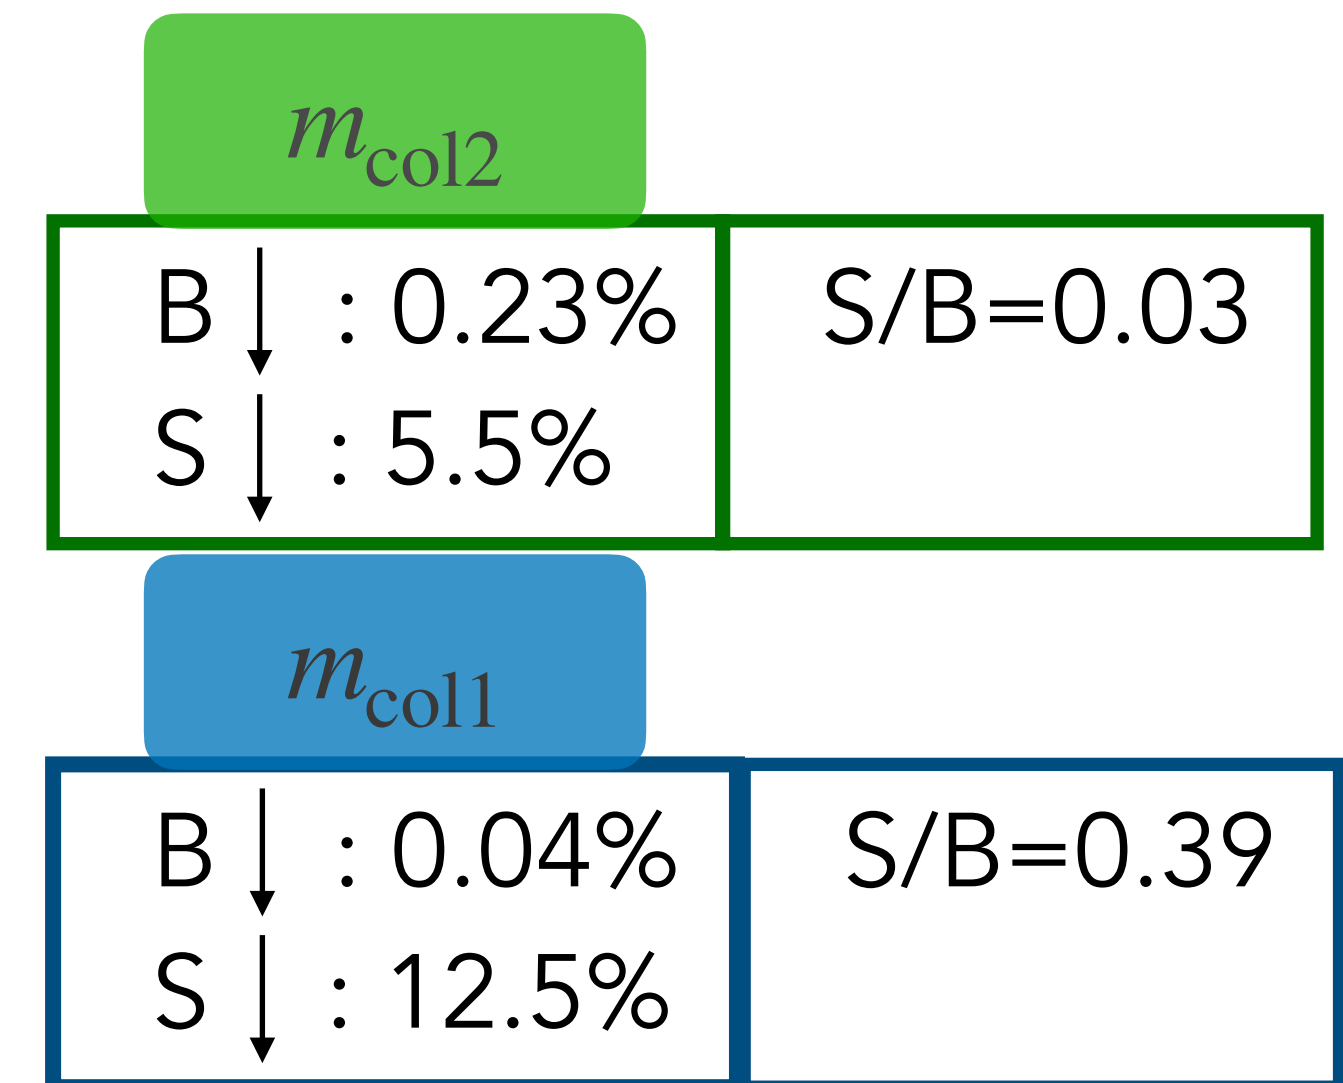 m_col2
B ↓ : 0.23% S/B=0.03
S ↓ : 5.5%
m_col1
B ↓ : 0.04% S/B=0.39
S ↓ : 12.5%